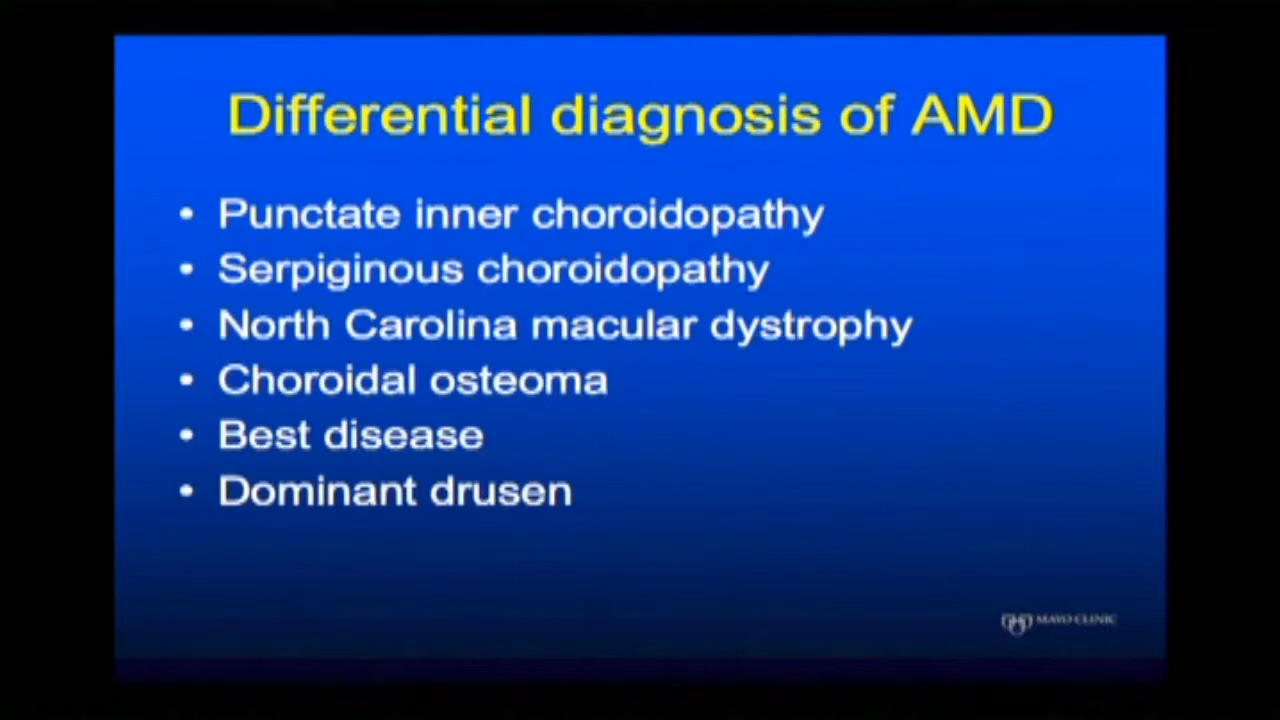 Differential diagnosis of AMD
• Punctate inner choroidopathy
• Serpiginous choroidopathy
• North Carolina macular dystrophy
• Choroidal osteoma
• Best disease
• Dominant drusen
MAYO CLINIC